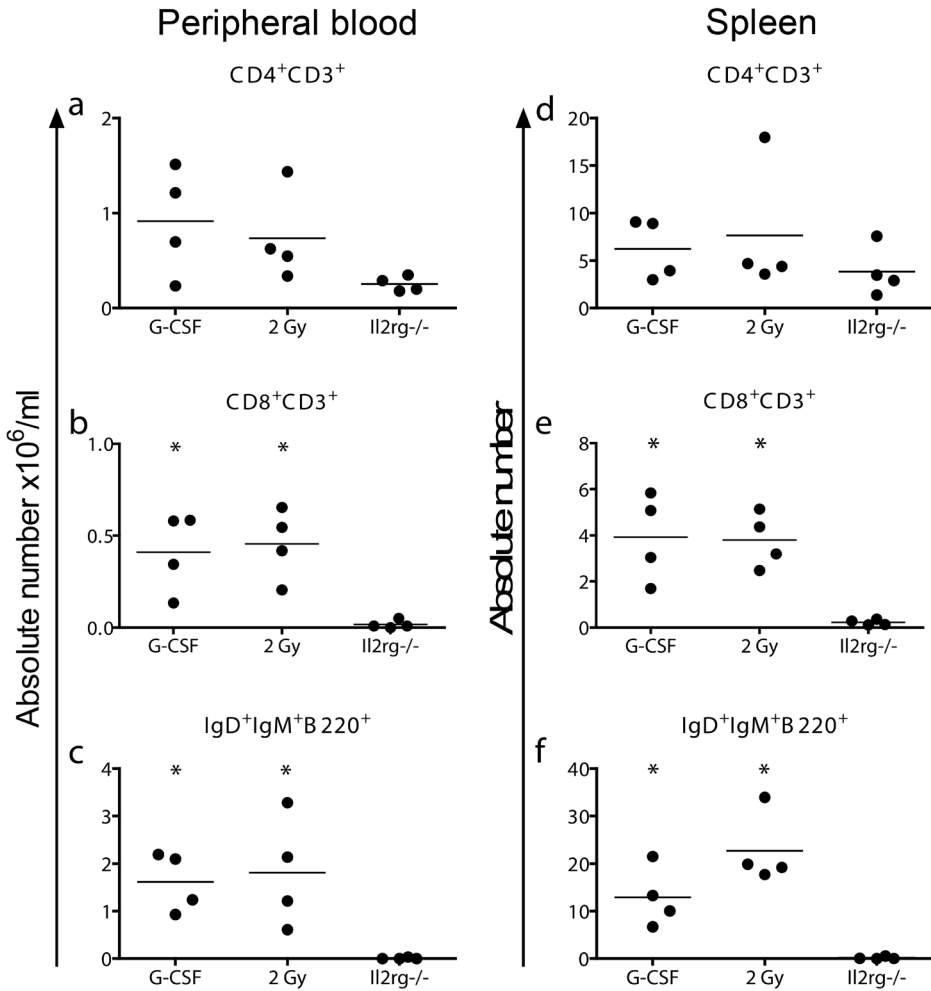 Peripheral blood
Spleen
a
CD4⁺CD3⁺
2
1
0
G-CSF
2 Gy
Il2rg-/-
b
CD8⁺CD3⁺
*
*
1.0
0.5
0.0
G-CSF
2 Gy
Il2rg-/-
c
IgD⁺IgM⁺B 220⁺
*
*
4
3
2
1
0
G-CSF
2 Gy
Il2rg-/-
Absolute number x10⁶/ml
d
CD4⁺CD3⁺
20
15
10
5
0
G-CSF
2 Gy
Il2rg-/-
e
CD8⁺CD3⁺
*
*
8
6
4
2
0
G-CSF
2 Gy
Il2rg-/-
f
IgD⁺IgM⁺B 220⁺
*
*
40
30
20
10
0
G-CSF
2 Gy
Il2rg-/-
Absolute number